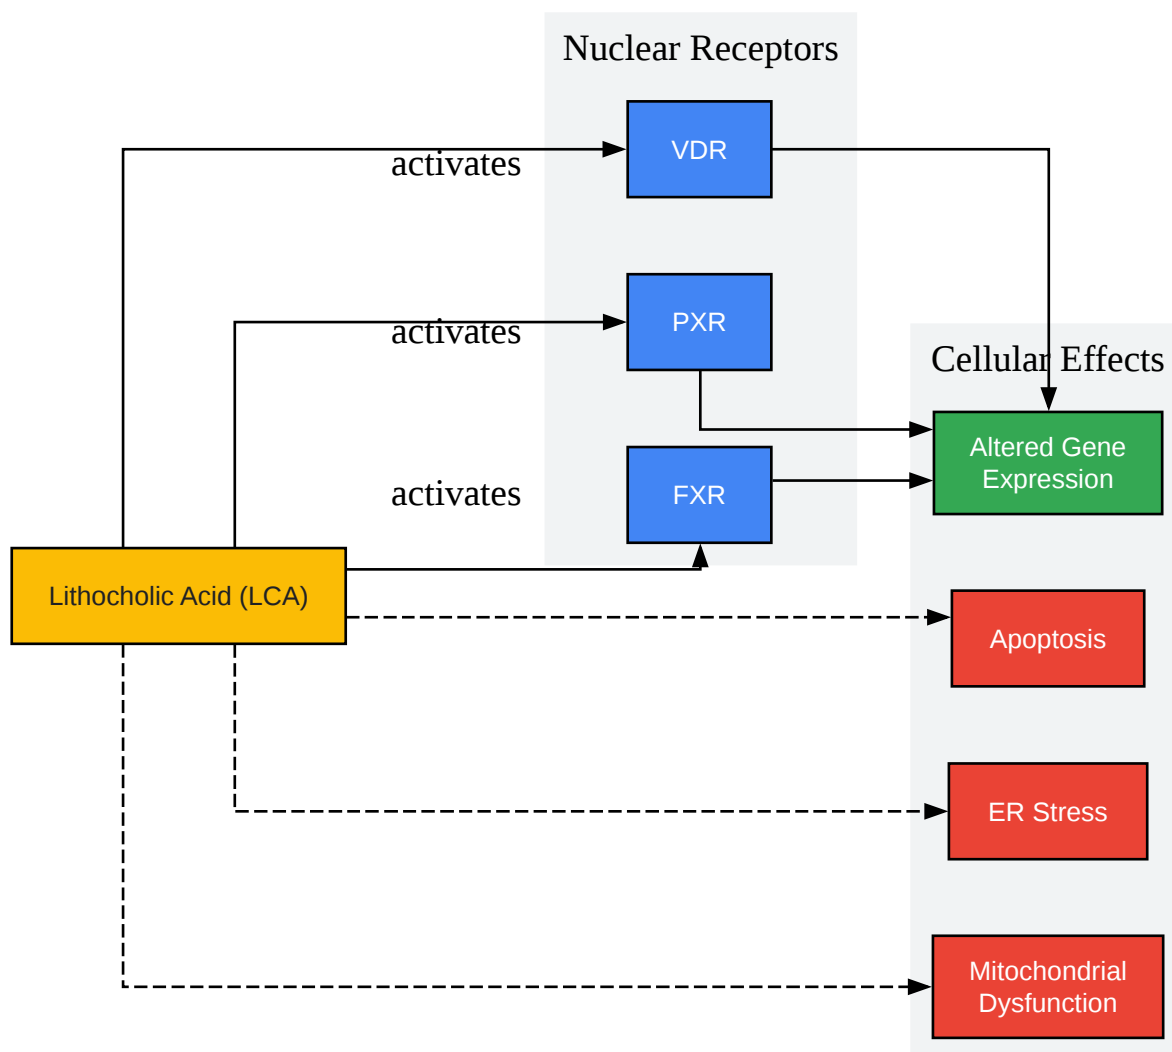 Nuclear Receptors
activates
VDR
activates
PXR
Cellular Effects
Altered Gene
Expression
activates
FXR
Lithocholic Acid (LCA)
Apoptosis
ER Stress
Mitochondrial
Dysfunction